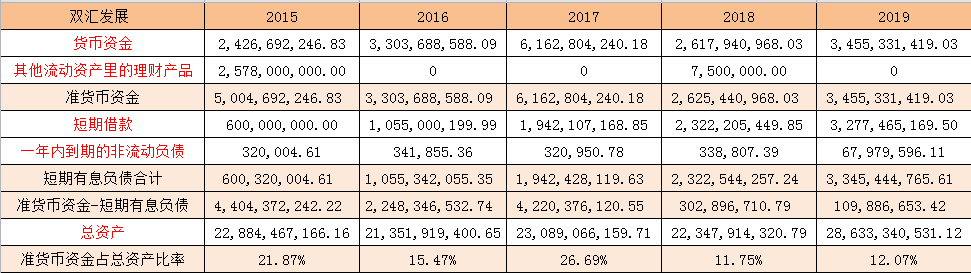 双汇发展 2015 2016 2017 2018 2019
货币资金 2,426,692,246.83 3,303,688,588.09 6,162,804,240.18 2,617,940,968.03 3,455,331,419.03
其他流动资产里的理财产品 2,578,000,000.00 0 0 7,500,000.00 0
准货币资金 5,004,692,246.83 3,303,688,588.09 6,162,804,240.18 2,625,440,968.03 3,455,331,419.03
短期借款 600,000,000.00 1,055,000,199.99 1,942,107,168.85 2,322,205,449.85 3,277,465,169.50
一年内到期的非流动负债 320,004.61 341,855.36 320,950.78 338,807.39 67,979,596.11
短期有息负债合计 600,320,004.61 1,055,342,055.35 1,942,428,119.63 2,322,544,257.24 3,345,444,765.61
准货币资金-短期有息负债 4,404,372,242.22 2,248,346,532.74 4,220,376,120.55 302,896,710.79 109,886,653.42
总资产 22,884,467,166.16 21,351,919,400.65 23,089,066,159.71 22,347,914,320.79 28,633,340,531.12
准货币资金占总资产比率 21.87% 15.47% 26.69% 11.75% 12.07%